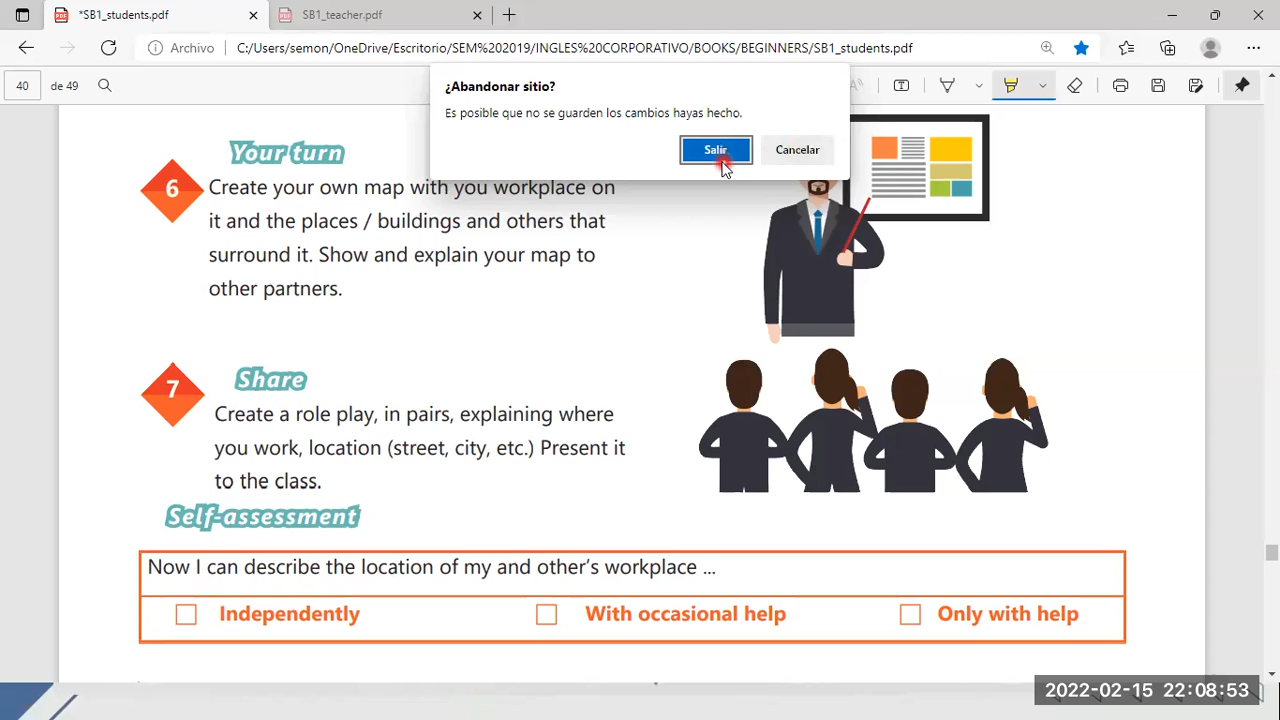 *SB1_students.pdf
SB1_teacher.pdf
Archivo
C:/Users/semon/OneDrive/Escritorio/SEM%202019/INGLES%20CORPORATIVO/BOOKS/BEGINNERS/SB1_students.pdf
40 de 49
¿Abandonar sitio?
Es posible que no se guarden los cambios hayas hecho.
Salir
Cancelar
6
Your turn
Create your own map with you workplace on
it and the places / buildings and others that
surround it. Show and explain your map to
other partners.
7
Share
Create a role play, in pairs, explaining where
you work, location (street, city, etc.) Present it
to the class.
Self-assessment
Now I can describe the location of my and other’s workplace ...
Independently
With occasional help
Only with help
2022-02-15 22:08:53